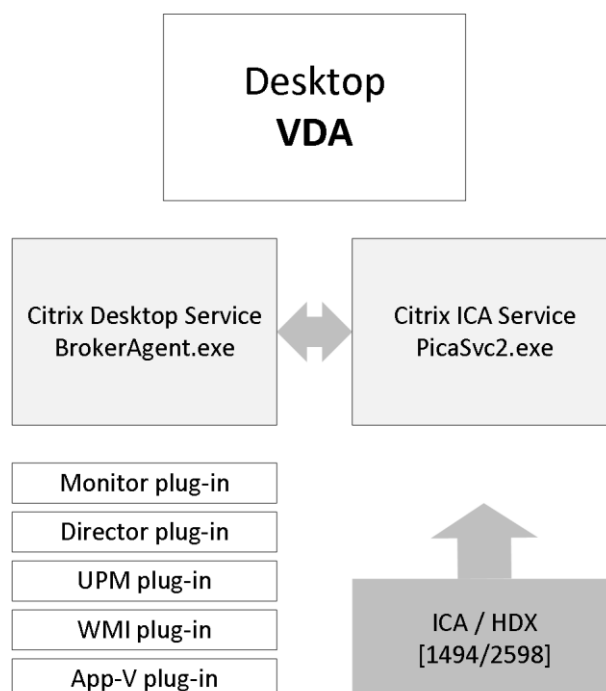 Desktop
VDA
Citrix Desktop Service
BrokerAgent.exe
Citrix ICA Service
PicaSvc2.exe
Monitor plug-in
Director plug-in
UPM plug-in
WMI plug-in
App-V plug-in
ICA / HDX
[1494/2598]